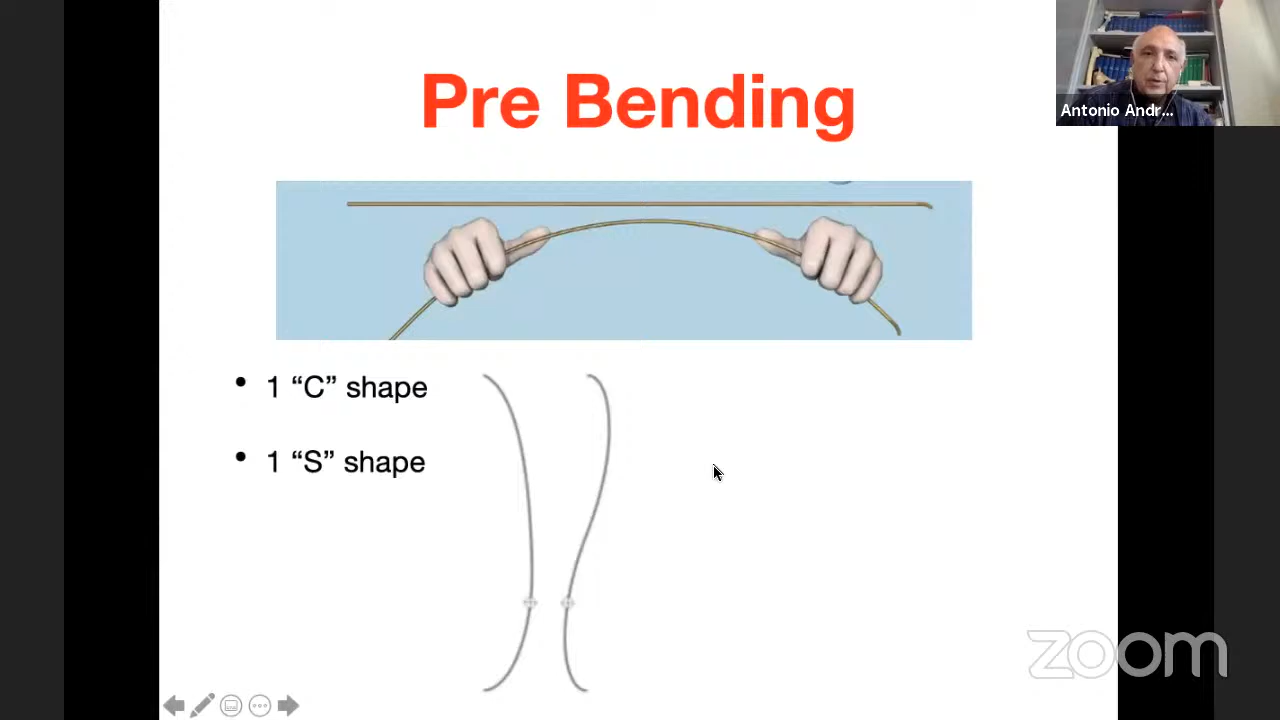 Pre Bending
Antonio Andr...
• 1 “C” shape
• 1 “S” shape
zoom